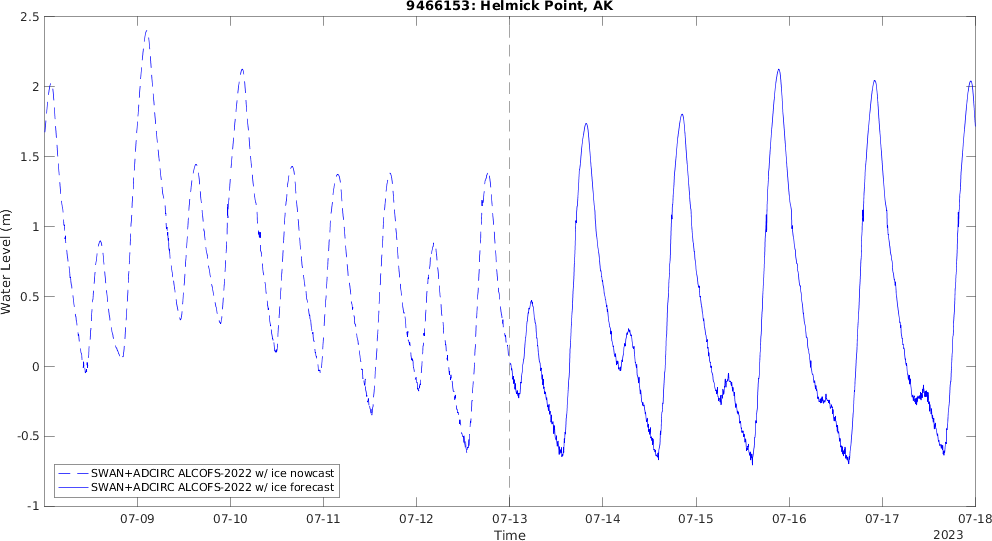 9466153: Helmick Point, AK
2.5
2
1.5
1
0.5
0
-0.5
-1
Water Level (m)
SWAN+ADCIRC ALCOFS-2022 w/ ice nowcast
SWAN+ADCIRC ALCOFS-2022 w/ ice forecast
07-09 07-10 07-11 07-12 07-13 07-14 07-15 07-16 07-17 07-18
Time
2023